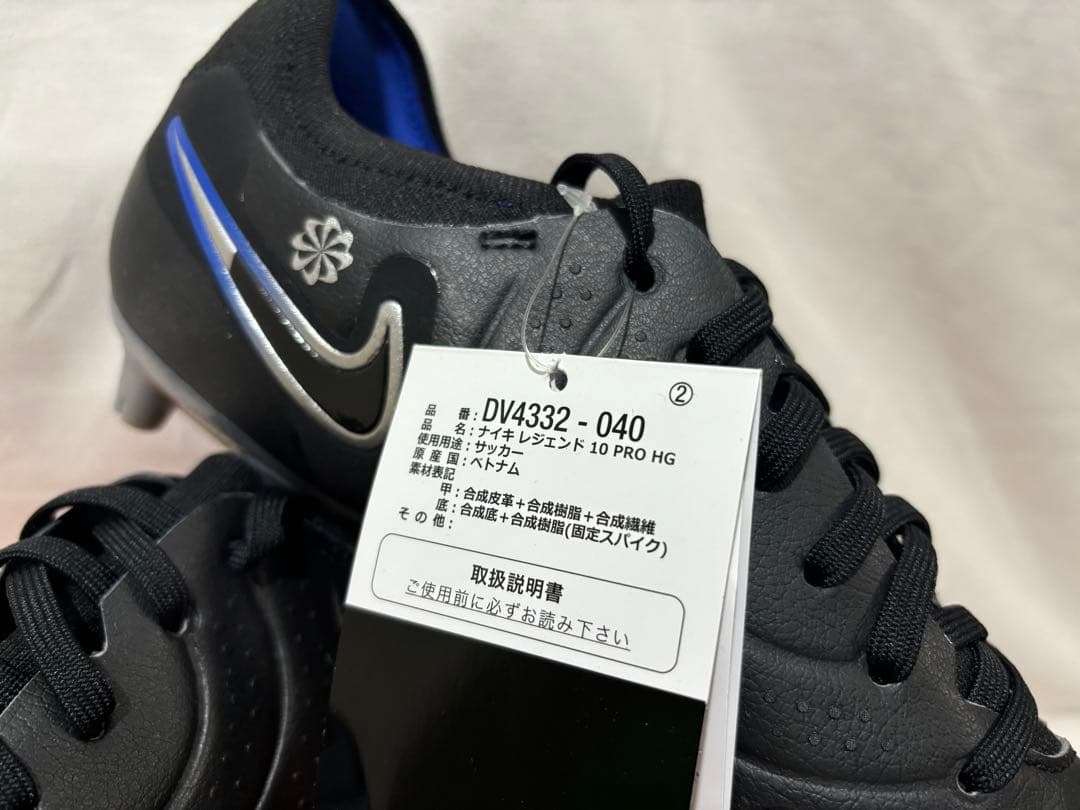 ②
品 番：DV4332 - 040
品 名：ナイキ レジェンド 10 PRO HG
使用用途：サッカー
原 産 国：ベトナム
素材表記
甲：合成皮革＋合成樹脂＋合成繊維
底：合成底＋合成樹脂(固定スパイク)
そ の 他：
取扱説明書
ご使用前に必ずお読み下さい